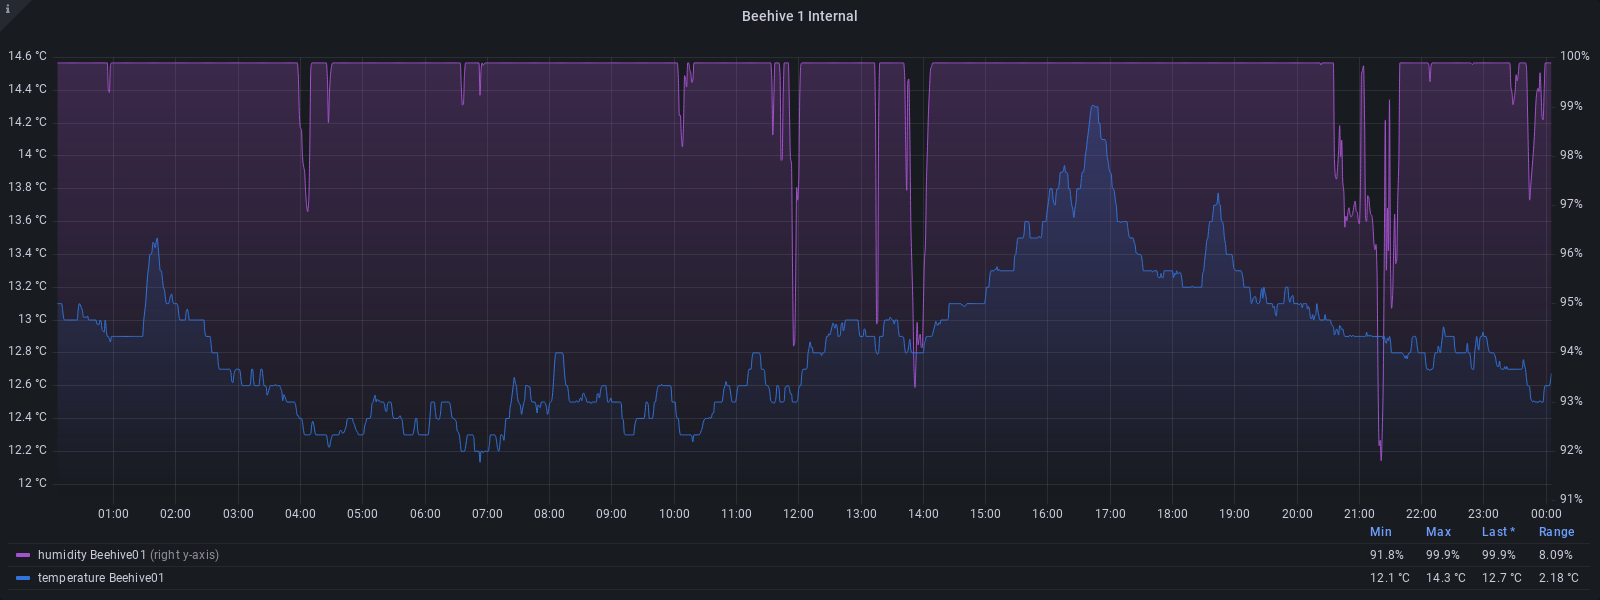 i
Beehive 1 Internal
14.6 °C 100%
14.4 °C
14.2 °C 99%
14 °C 98%
13.8 °C
13.6 °C 97%
13.4 °C 96%
13.2 °C
13 °C 95%
12.8 °C 94%
12.6 °C
12.4 °C 93%
12.2 °C 92%
12 °C
91%
01:00 02:00 03:00 04:00 05:00 06:00 07:00 08:00 09:00 10:00 11:00 12:00 13:00 14:00 15:00 16:00 17:00 18:00 19:00 20:00 21:00 22:00 23:00 00:00
Min Max Last * Range
humidity Beehive01 (right y-axis) 91.8% 99.9% 99.9% 8.09%
temperature Beehive01 12.1 °C 14.3 °C 12.7 °C 2.18 °C